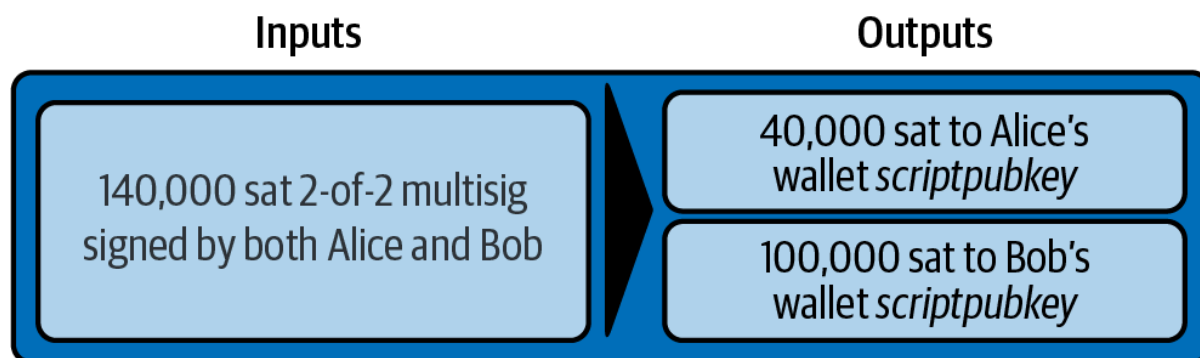 Inputs
Outputs
140,000 sat 2-of-2 multisig
signed by both Alice and Bob
40,000 sat to Alice’s
wallet scriptpubkey
100,000 sat to Bob’s
wallet scriptpubkey